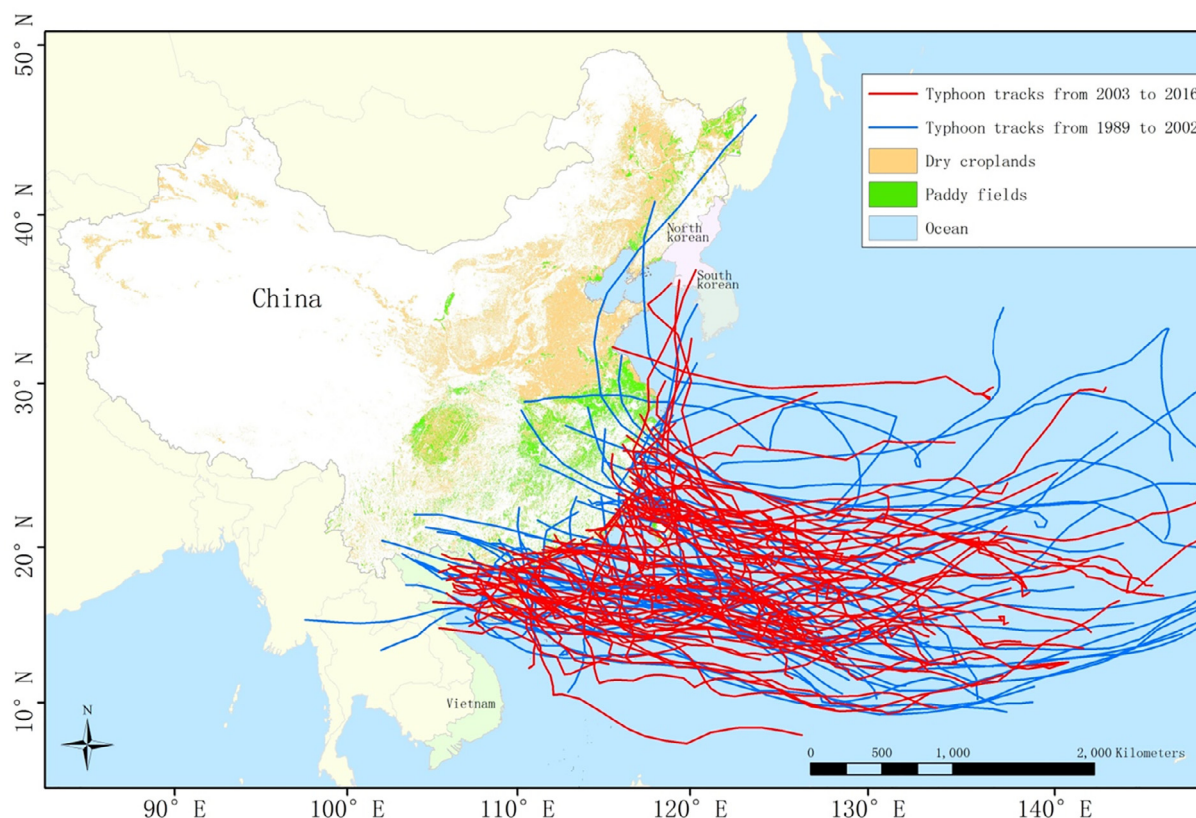 50° N
40° N
30° N
20° N
10° N
Typhoon tracks from 2003 to 2016
Typhoon tracks from 1989 to 2002
Dry croplands
Paddy fields
Ocean
North
korean
South
korean
China
Vietnam
N
0 500 1,000 2,000 Kilometers
90° E 100° E 110° E 120° E 130° E 140° E